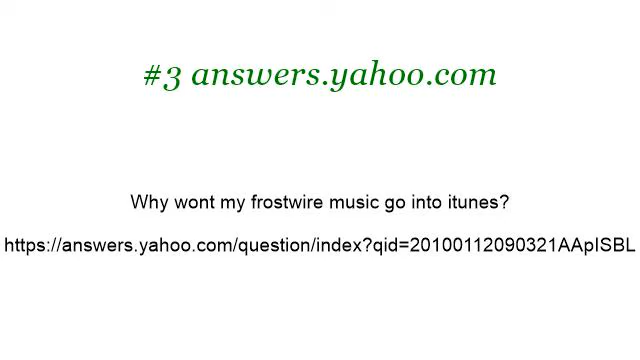 #3 answers.yahoo.com
Why wont my frostwire music go into itunes?
https://answers.yahoo.com/question/index?qid=20100112090321AApISBL